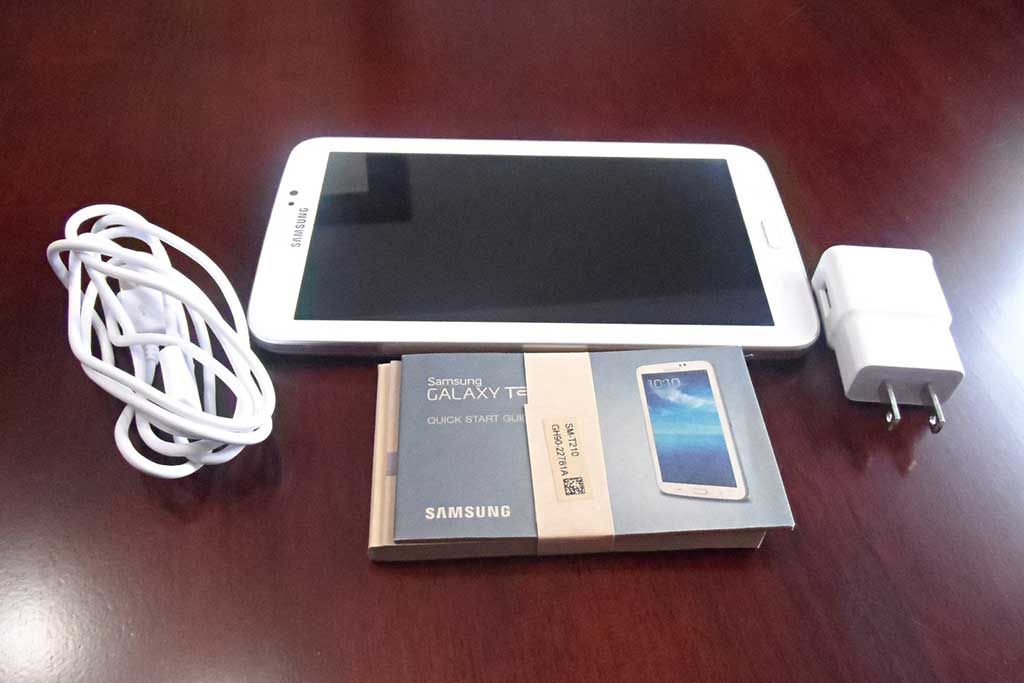 SAMSUNG
Samsung
GALAXY
QUICK START
10:10
SM-T210
GH90-22761A
SAMSUNG